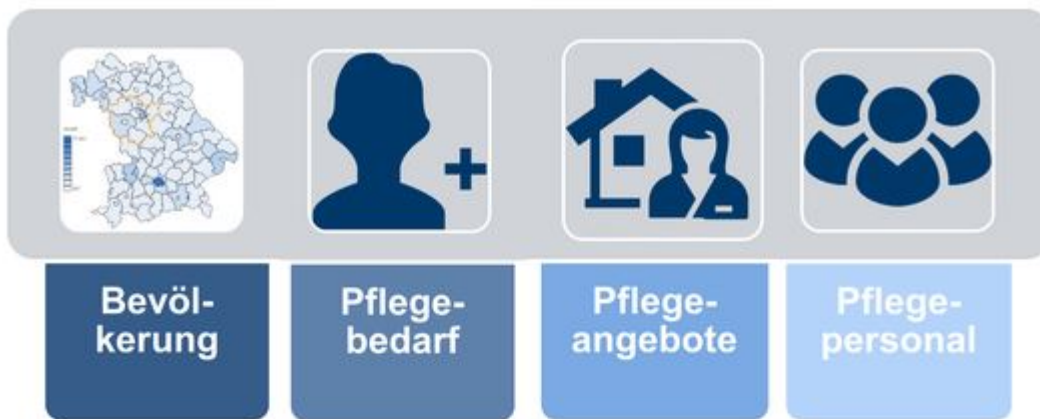 Bevöl-
kerung
Pflege-
bedarf
Pflege-
angebote
Pflege-
personal